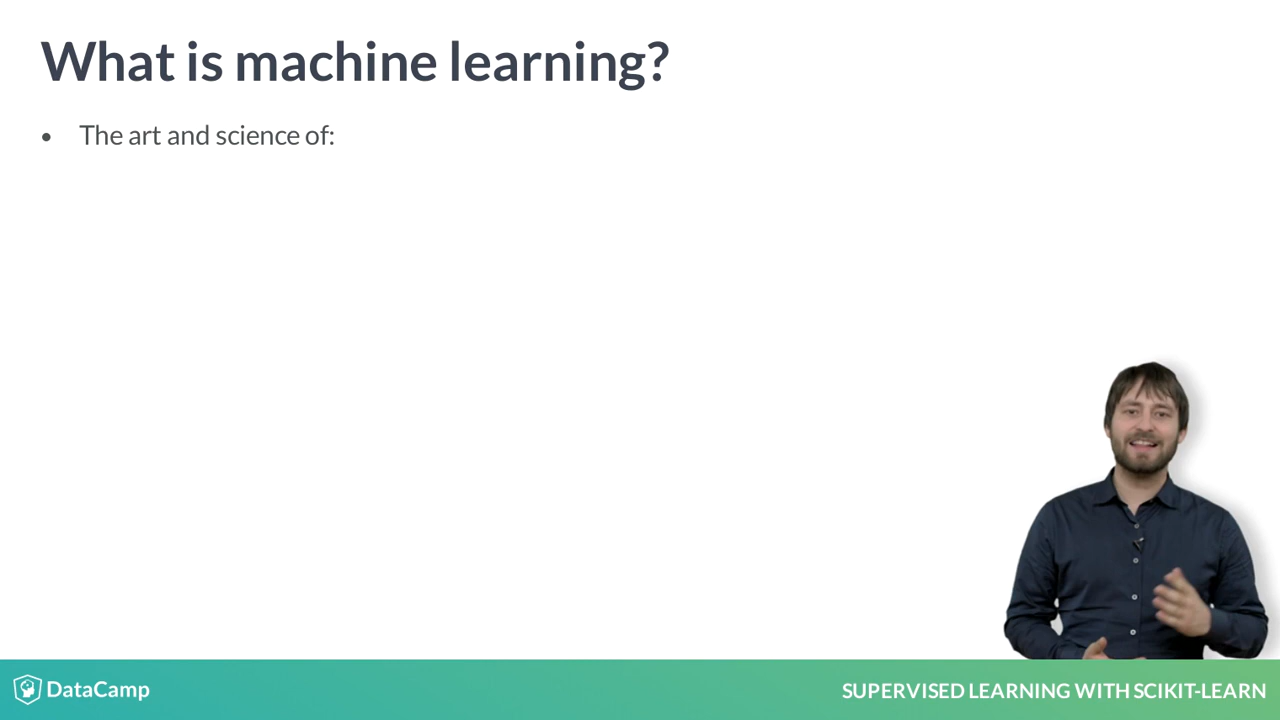 What is machine learning?
• The art and science of:
DataCamp
SUPERVISED LEARNING WITH SCIKIT-LEARN